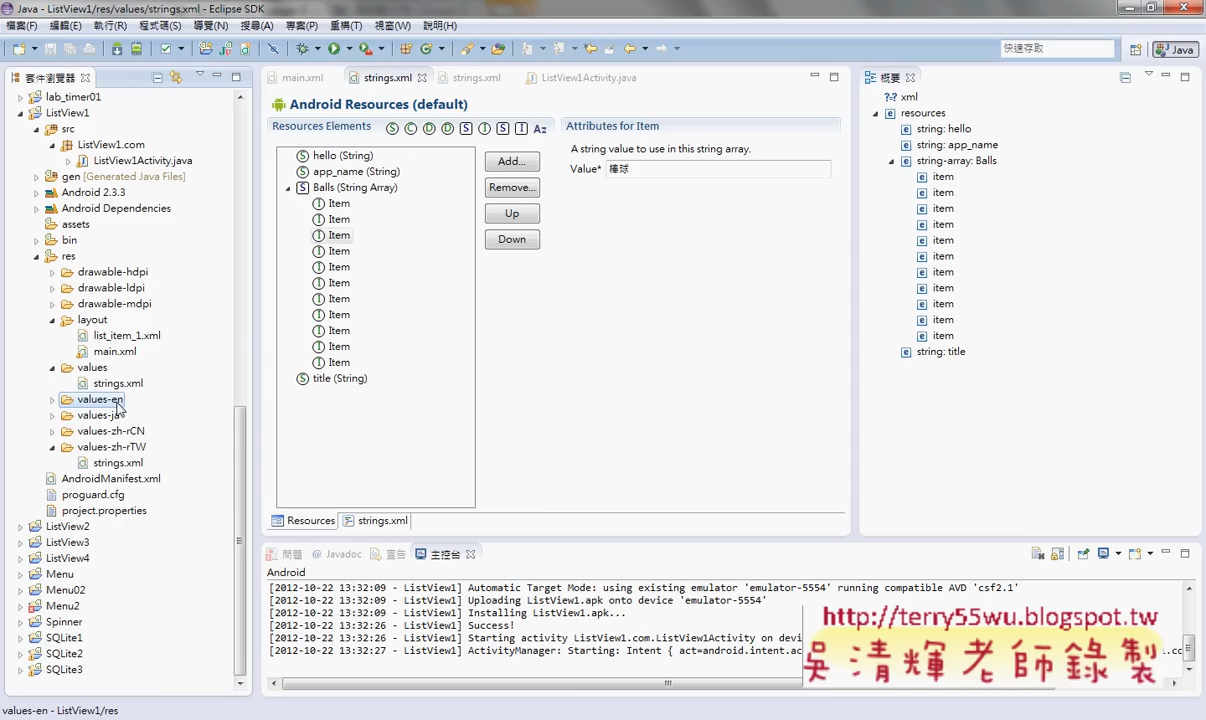 Java - ListView1/res/values/strings.xml - Eclipse SDK
檔案(F) 編輯(E) 執行(R) 程式碼(S) 導覽(N) 搜尋(A) 專案(P) 重構(T) 視窗(W) 說明(H)
快速存取 Java
套件瀏覽器
main.xml strings.xml strings.xml ListView1Activity.java
概要
lab_timer01
ListView1
src
ListView1.com
ListView1Activity.java
gen [Generated Java Files]
Android 2.3.3
Android Dependencies
assets
bin
res
drawable-hdpi
drawable-ldpi
drawable-mdpi
layout
list_item_1.xml
main.xml
values
strings.xml
values-en
values-ja
values-zh-rCN
values-zh-rTW
strings.xml
AndroidManifest.xml
proguard.cfg
project.properties
ListView2
ListView3
ListView4
Menu
Menu02
Menu2
Spinner
SQLite1
SQLite2
SQLite3
Android Resources (default)
Resources Elements S C D D S I S I Az
hello (String)
app_name (String)
Balls (String Array)
Item
Item
Item
Item
Item
Item
Item
Item
Item
Item
Item
title (String)
Add...
Remove...
Up
Down
Attributes for Item
A string value to use in this string array.
Value* 棒球
Resources strings.xml
xml
resources
string: hello
string: app_name
string-array: Balls
item
item
item
item
item
item
item
item
item
item
item
string: title
問題 Javadoc 宣告 主控台
Android
[2012-10-22 13:32:09 - ListView1] Automatic Target Mode: using existing emulator 'emulator-5554' running compatible AVD 'csf2.1'
[2012-10-22 13:32:09 - ListView1] Uploading ListView1.apk onto device 'emulator-5554'
[2012-10-22 13:32:09 - ListView1] Installing ListView1.apk...
[2012-10-22 13:32:26 - ListView1] Success!
[2012-10-22 13:32:26 - ListView1] Starting activity ListView1.com.ListView1Activity on devi
[2012-10-22 13:32:27 - ListView1] ActivityManager: Starting: Intent { act=android.intent.ac
http://terry55wu.blogspot.tw
吳清輝老師錄製
values-en - ListView1/res